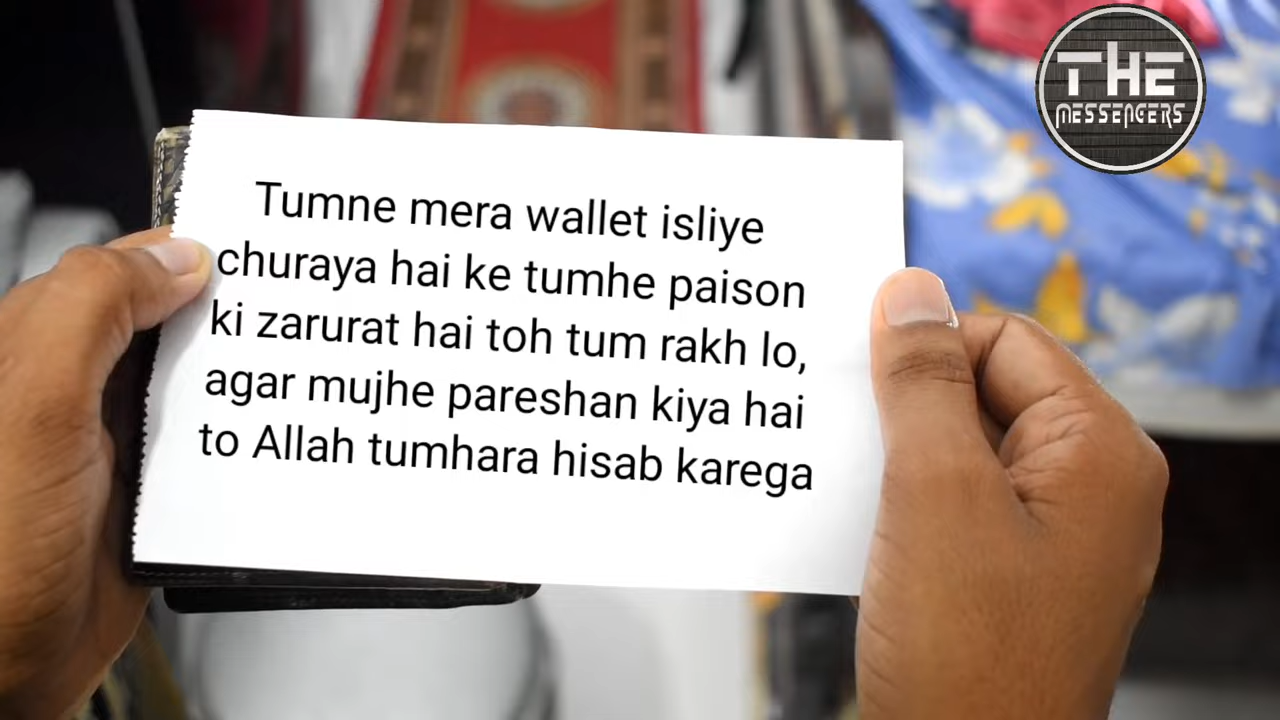 THE
MESSENGERS
Tumne mera wallet isliye
churaya hai ke tumhe paison
ki zarurat hai toh tum rakh lo,
agar mujhe pareshan kiya hai
to Allah tumhara hisab karega